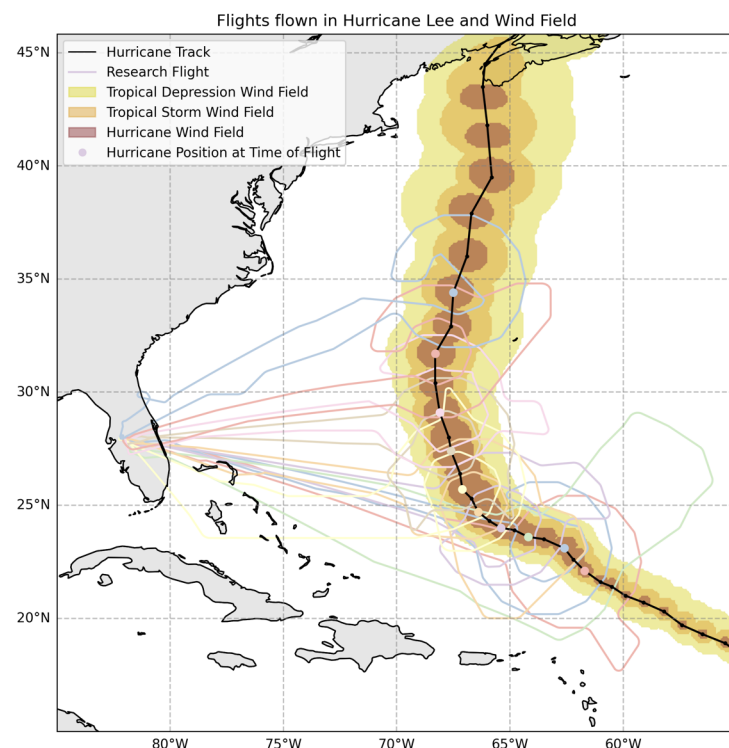 Flights flown in Hurricane Lee and Wind Field
45°N
Hurricane Track
Research Flight
Tropical Depression Wind Field
Tropical Storm Wind Field
Hurricane Wind Field
Hurricane Position at Time of Flight
40°N
35°N
30°N
25°N
20°N
80°W 75°W 70°W 65°W 60°W